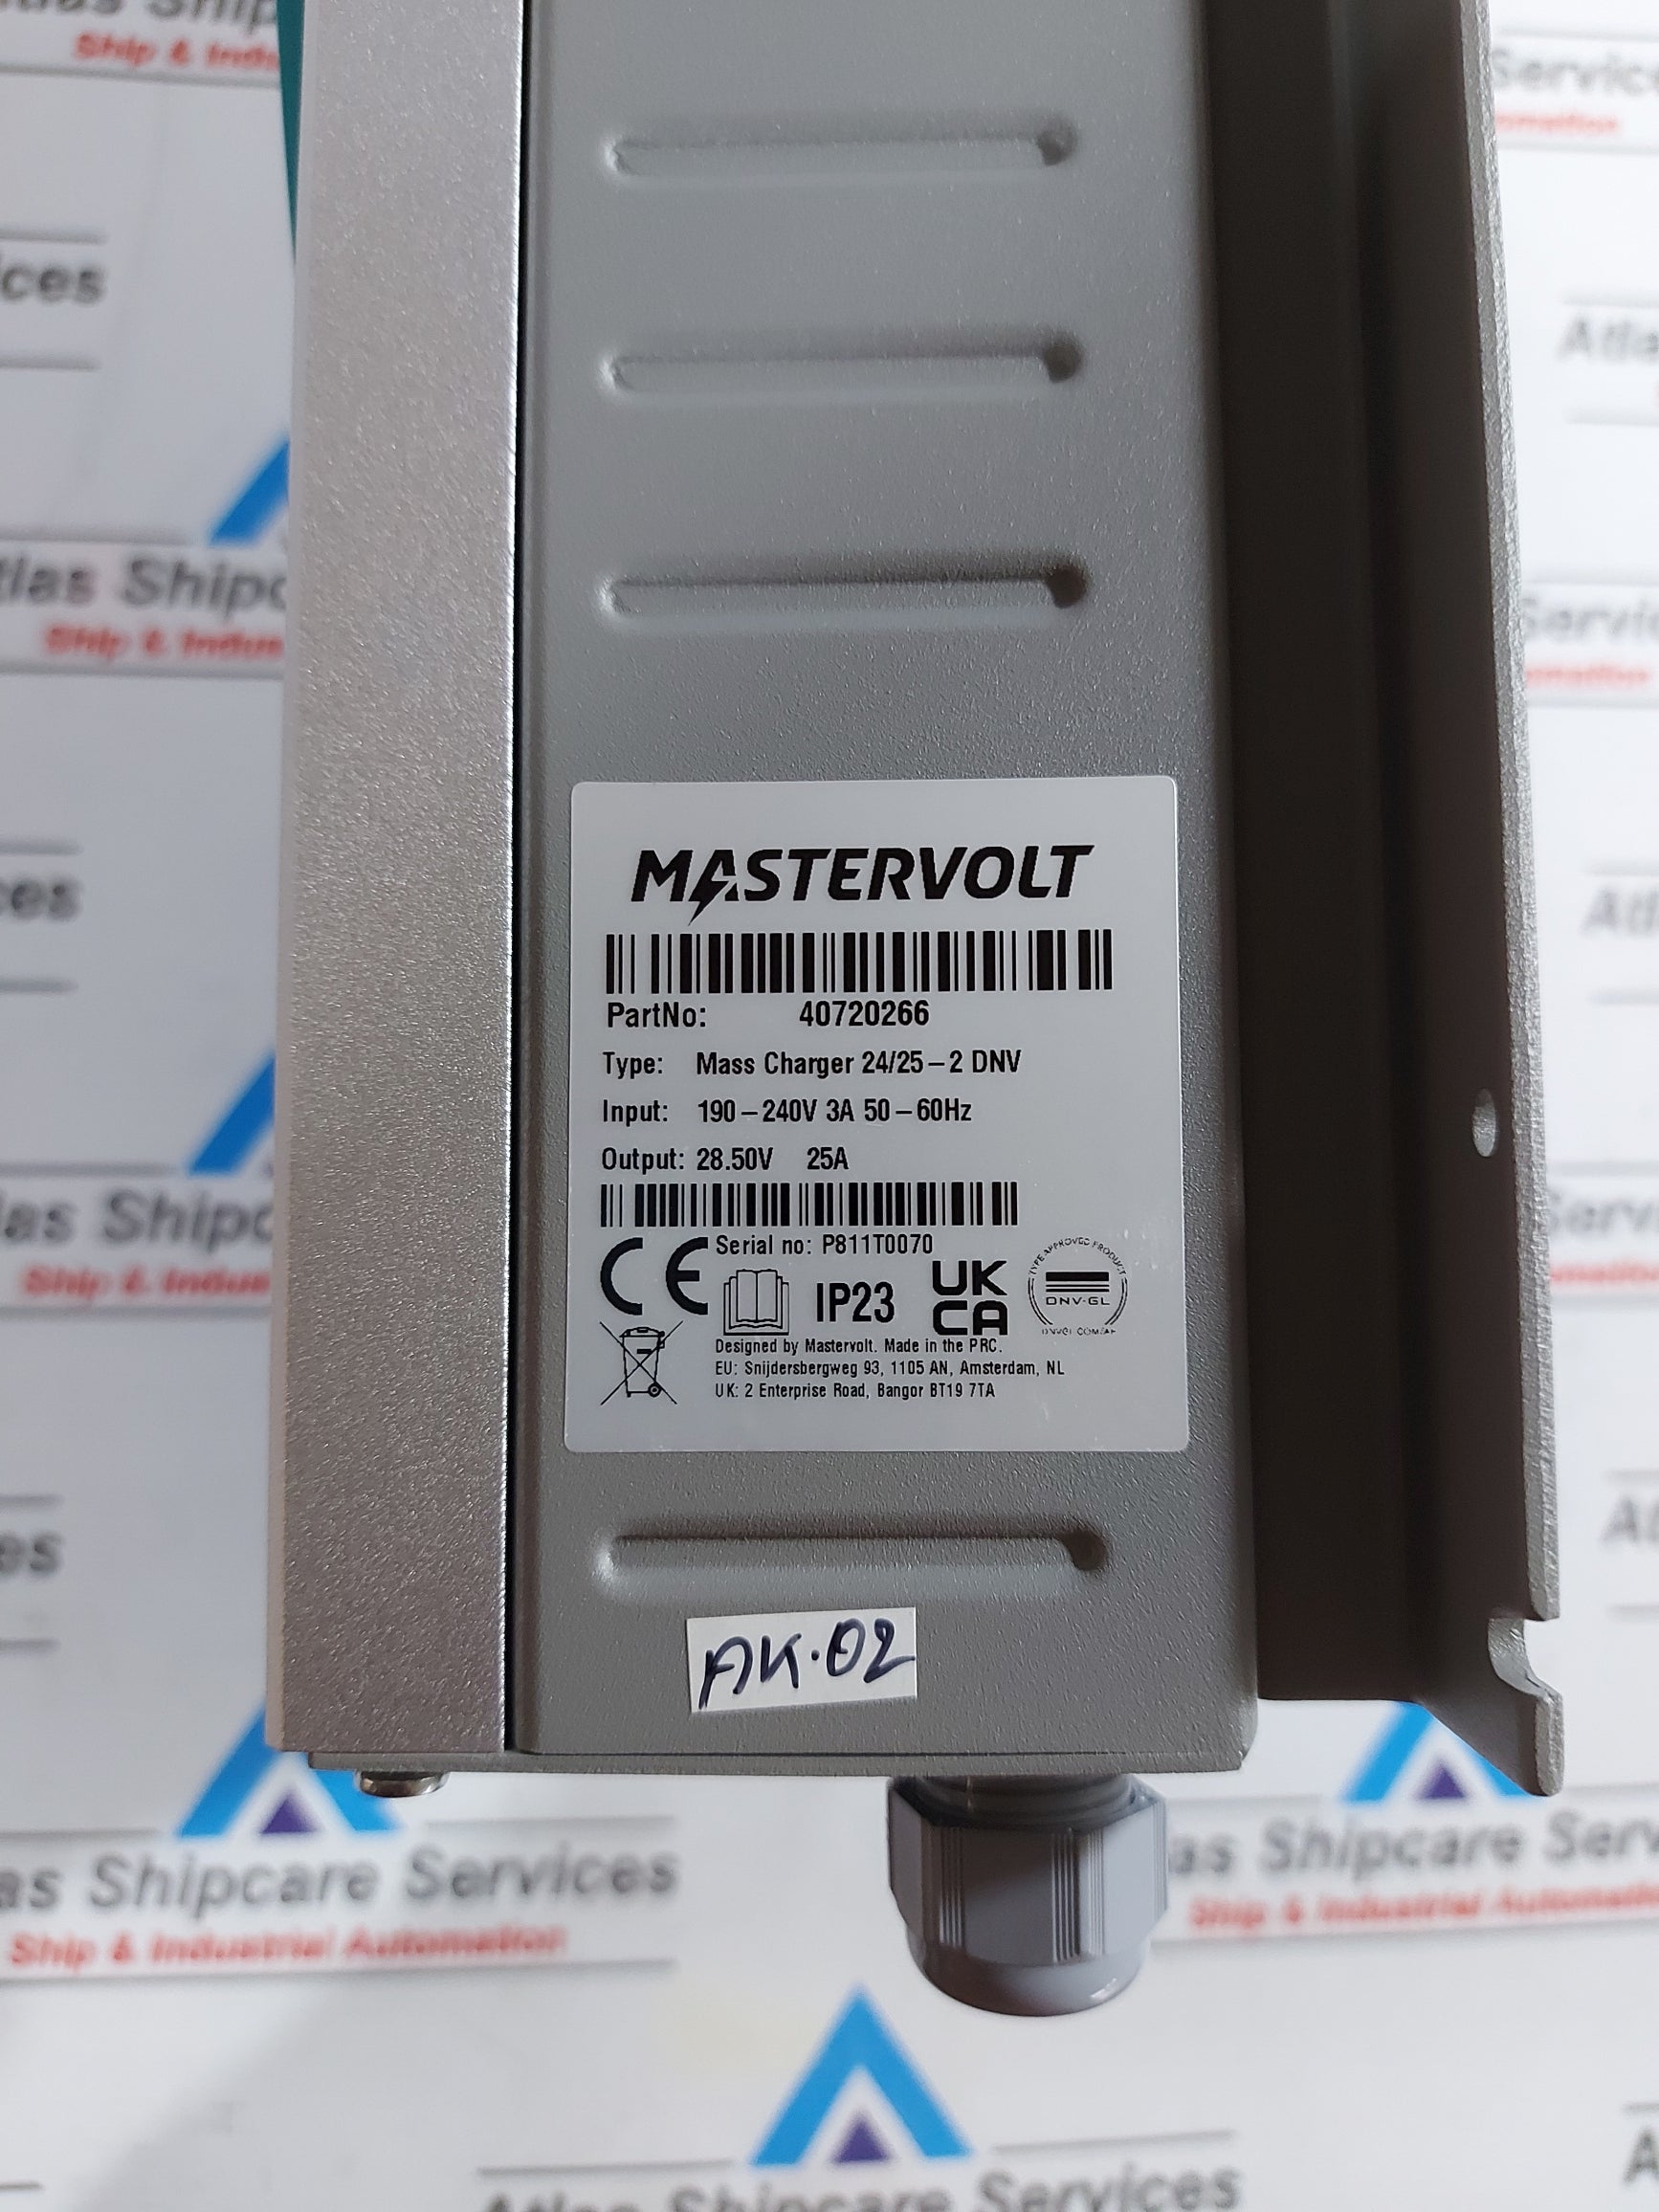 MASTERVOLT
PartNo: 40720266
Type: Mass Charger 24/25-2 DNV
Input: 190-240V 3A 50-60Hz
Output: 28.50V 25A
Serial no: P811T0070
CE
IP23
UK
CA
TYPE APPROVED PRODUCT
DNV·GL
Designed by Mastervolt. Made in the PRC.
EU: Snijdersbergweg 93, 1105 AN, Amsterdam, NL
UK: 2 Enterprise Road, Bangor BT19 7TA
AK·02
Shipcare Services
Ship & Industrial Automation
Ship & Industrial
Atlas Shipcare Services